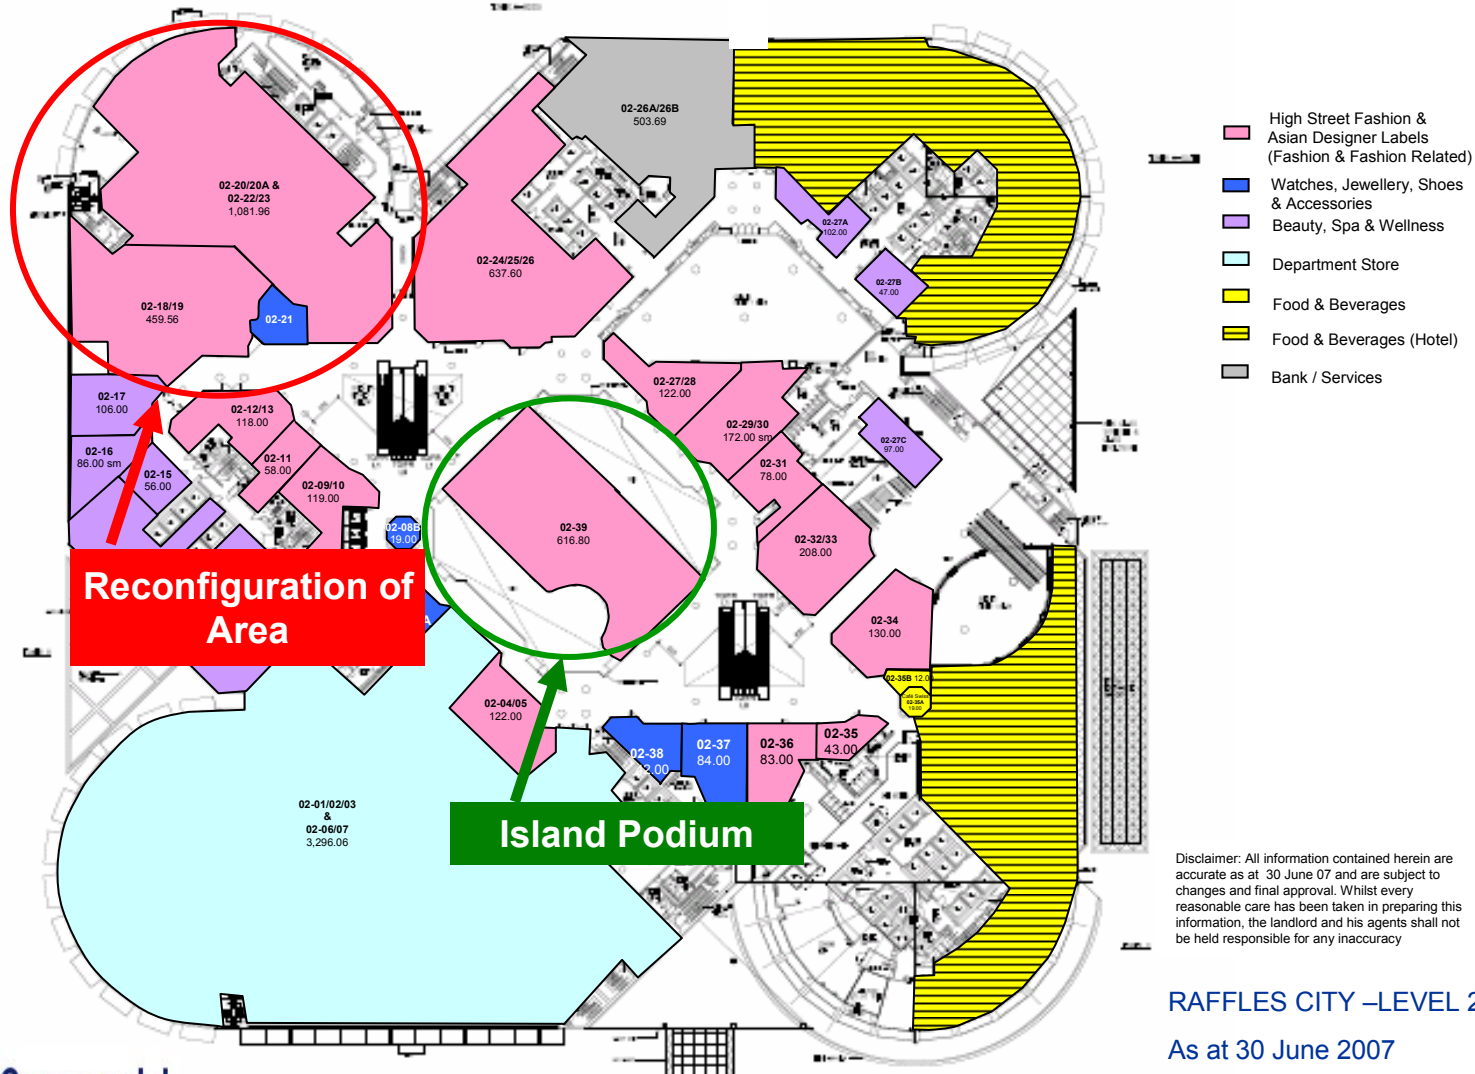 02-26A/26B
503.69
High Street Fashion &
Asian Designer Labels
(Fashion & Fashion Related)
Watches, Jewellery, Shoes
& Accessories
Beauty, Spa & Wellness
Department Store
Food & Beverages
Food & Beverages (Hotel)
Bank / Services
02-20/20A &
02-22/23
1,081.96
02-27A
102.00
02-24/25/26
637.60
02-27B
47.00
02-18/19
459.56
02-21
02-17
106.00
02-12/13
118.00
02-27/28
122.00
02-29/30
172.00 sm
02-16
86.00 sm
02-15
56.00
02-11
58.00
02-09/10
119.00
02-31
78.00
02-27C
97.00
02-08B
19.00
02-39
616.80
02-32/33
208.00
Reconfiguration of
Area
A
02-34
130.00
02-35B 12.0
02-35A
19.00
02-04/05
122.00
02-38
2.00
02-37
84.00
02-36
83.00
02-35
43.00
02-01/02/03
&
02-06/07
3,296.06
Island Podium
Disclaimer: All information contained herein are
accurate as at 30 June 07 and are subject to
changes and final approval. Whilst every
reasonable care has been taken in preparing this
information, the landlord and his agents shall not
be held responsible for any inaccuracy
RAFFLES CITY –LEVEL 2
As at 30 June 2007